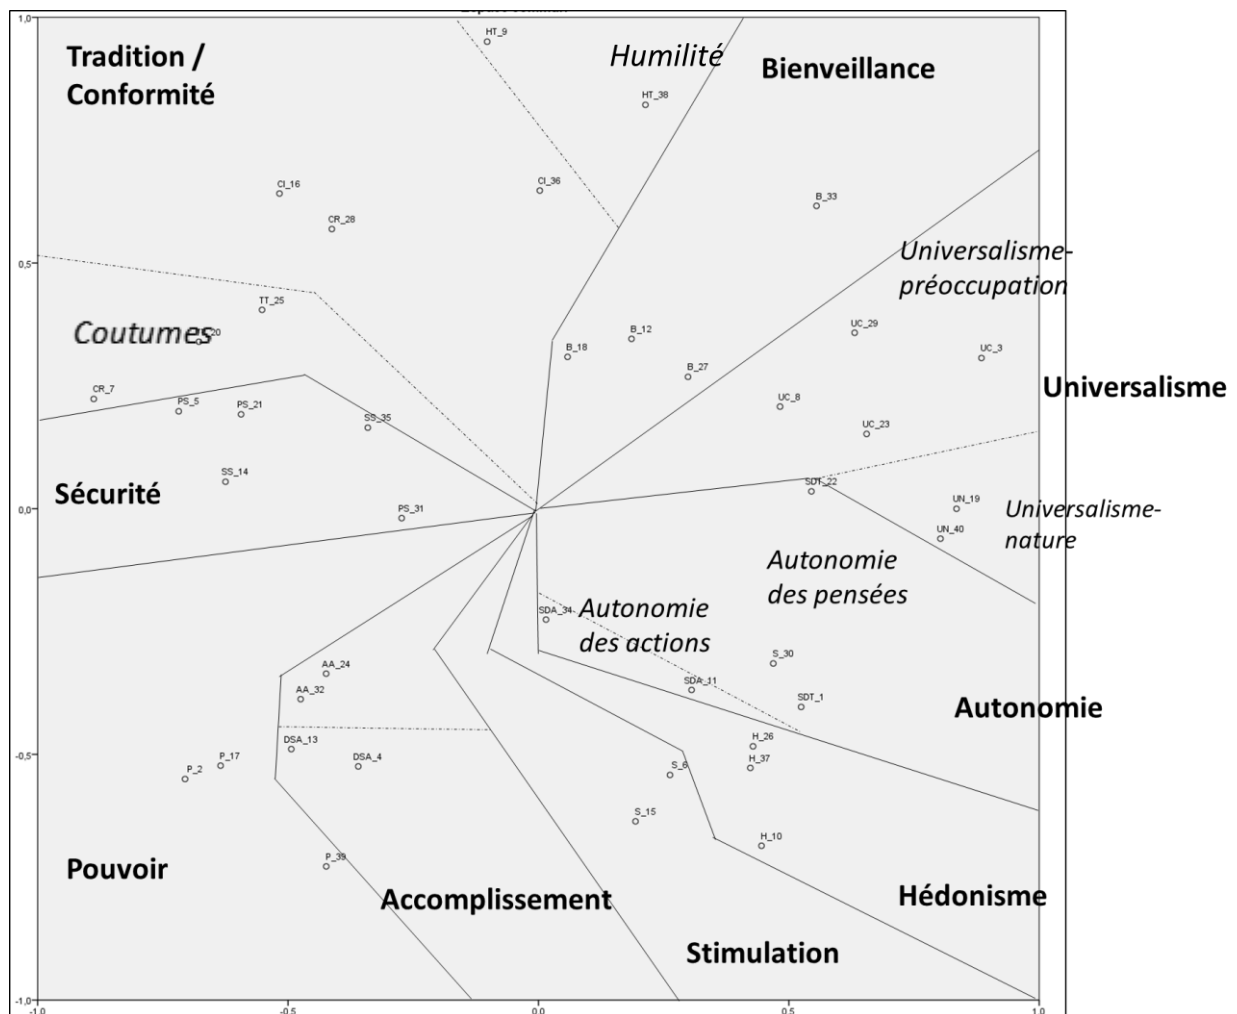 1,0
HT_9
Tradition /
Conformité
Humilité
Bienveillance
HT_38
CI_16
CI_36
CR_28
B_33
Universalisme-
préoccupation
0,5
TT_25
Coutumes
B_12
UC_29
B_18
UC_3
B_27
CR_7
PS_5
PS_21
UC_8
Universalisme
SS_35
UC_23
SS_14
Sécurité
SDT_22
UN_19
0,0
PS_31
Universalisme-
nature
UN_40
Autonomie
des pensées
SDA_34
Autonomie
des actions
AA_24
S_30
AA_32
SDA_11
SDT_1
Autonomie
DSA_13
H_26
-0,5
P_17
DSA_4
H_37
P_2
S_6
S_15
H_10
P_39
Pouvoir
Accomplissement
Hédonisme
Stimulation
-1,0
-1,0
-0,5
0,0
0,5
1,0